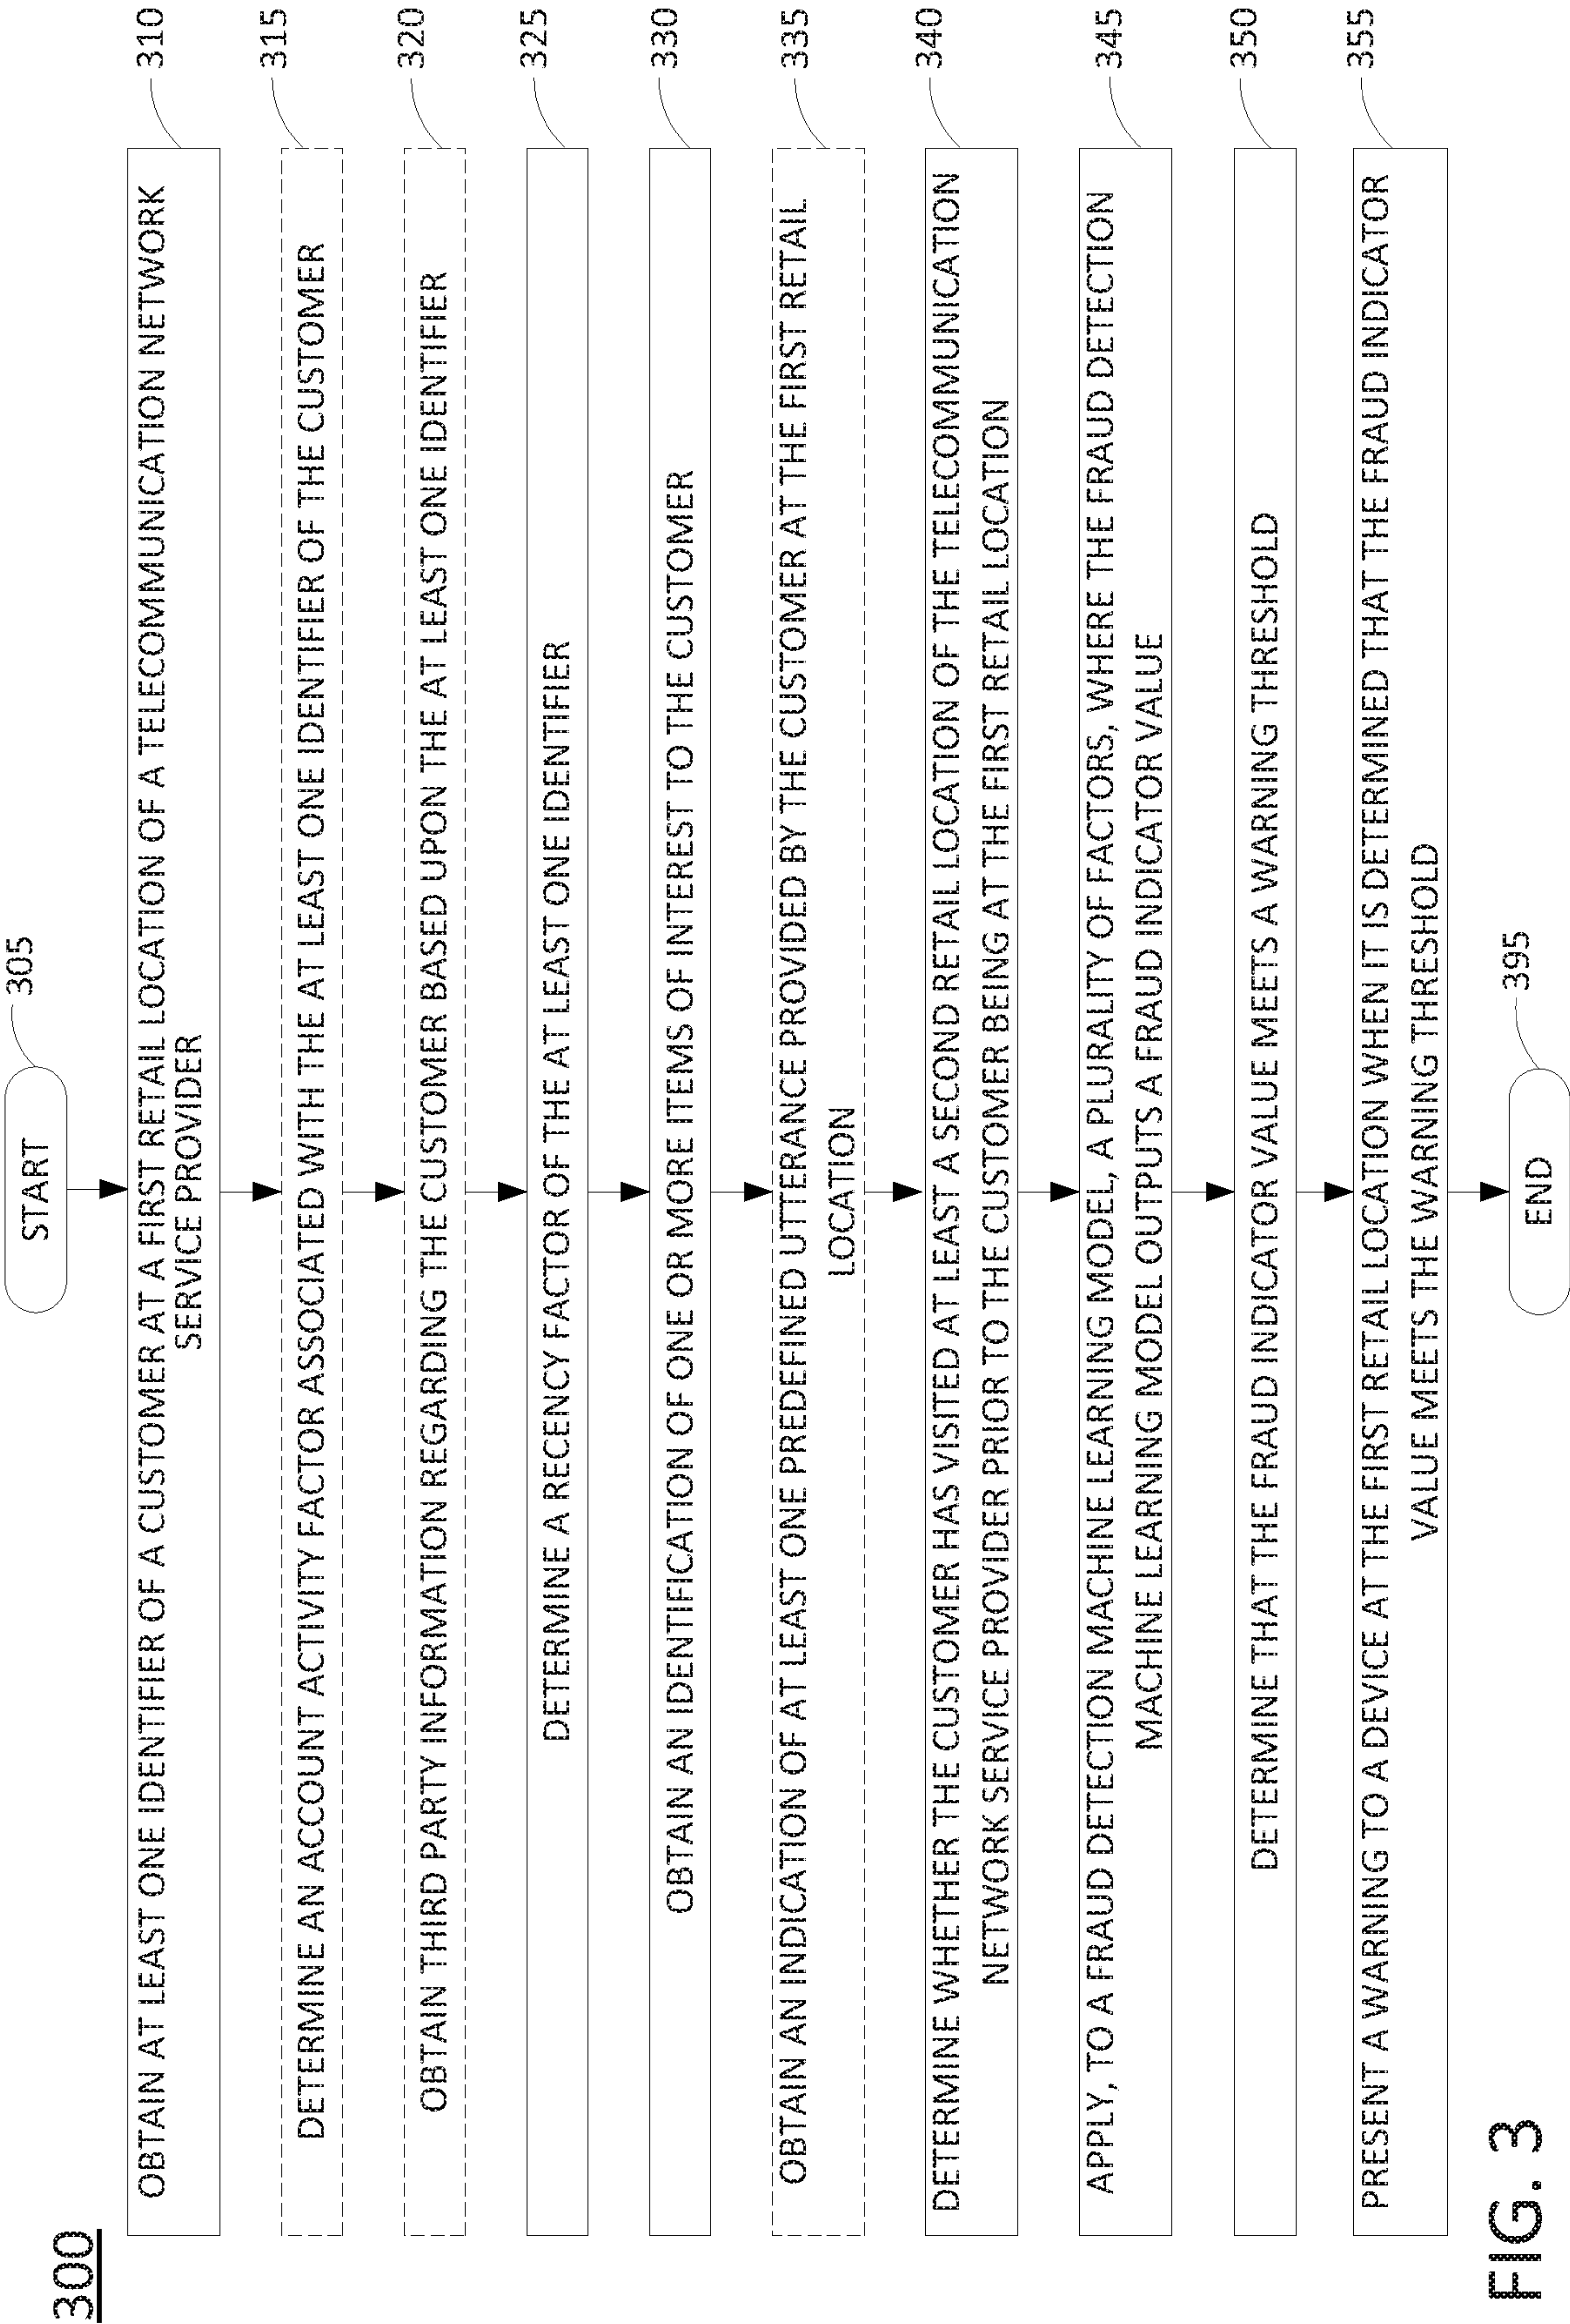 300
START
305
OBTAIN AT LEAST ONE IDENTIFIER OF A CUSTOMER AT A FIRST RETAIL LOCATION OF A TELECOMMUNICATION NETWORK
SERVICE PROVIDER
310
DETERMINE AN ACCOUNT ACTIVITY FACTOR ASSOCIATED WITH THE AT LEAST ONE IDENTIFIER OF THE CUSTOMER
315
OBTAIN THIRD PARTY INFORMATION REGARDING THE CUSTOMER BASED UPON THE AT LEAST ONE IDENTIFIER
320
DETERMINE A RECENCY FACTOR OF THE AT LEAST ONE IDENTIFIER
325
OBTAIN AN IDENTIFICATION OF ONE OR MORE ITEMS OF INTEREST TO THE CUSTOMER
330
OBTAIN AN INDICATION OF AT LEAST ONE PREDEFINED UTTERANCE PROVIDED BY THE CUSTOMER AT THE FIRST RETAIL
LOCATION
335
DETERMINE WHETHER THE CUSTOMER HAS VISITED AT LEAST A SECOND RETAIL LOCATION OF THE TELECOMMUNICATION
NETWORK SERVICE PROVIDER PRIOR TO THE CUSTOMER BEING AT THE FIRST RETAIL LOCATION
340
APPLY, TO A FRAUD DETECTION MACHINE LEARNING MODEL, A PLURALITY OF FACTORS, WHERE THE FRAUD DETECTION
MACHINE LEARNING MODEL OUTPUTS A FRAUD INDICATOR VALUE
345
DETERMINE THAT THE FRAUD INDICATOR VALUE MEETS A WARNING THRESHOLD
350
PRESENT A WARNING TO A DEVICE AT THE FIRST RETAIL LOCATION WHEN IT IS DETERMINED THAT THE FRAUD INDICATOR
VALUE MEETS THE WARNING THRESHOLD
355
END
395
FIG. 3